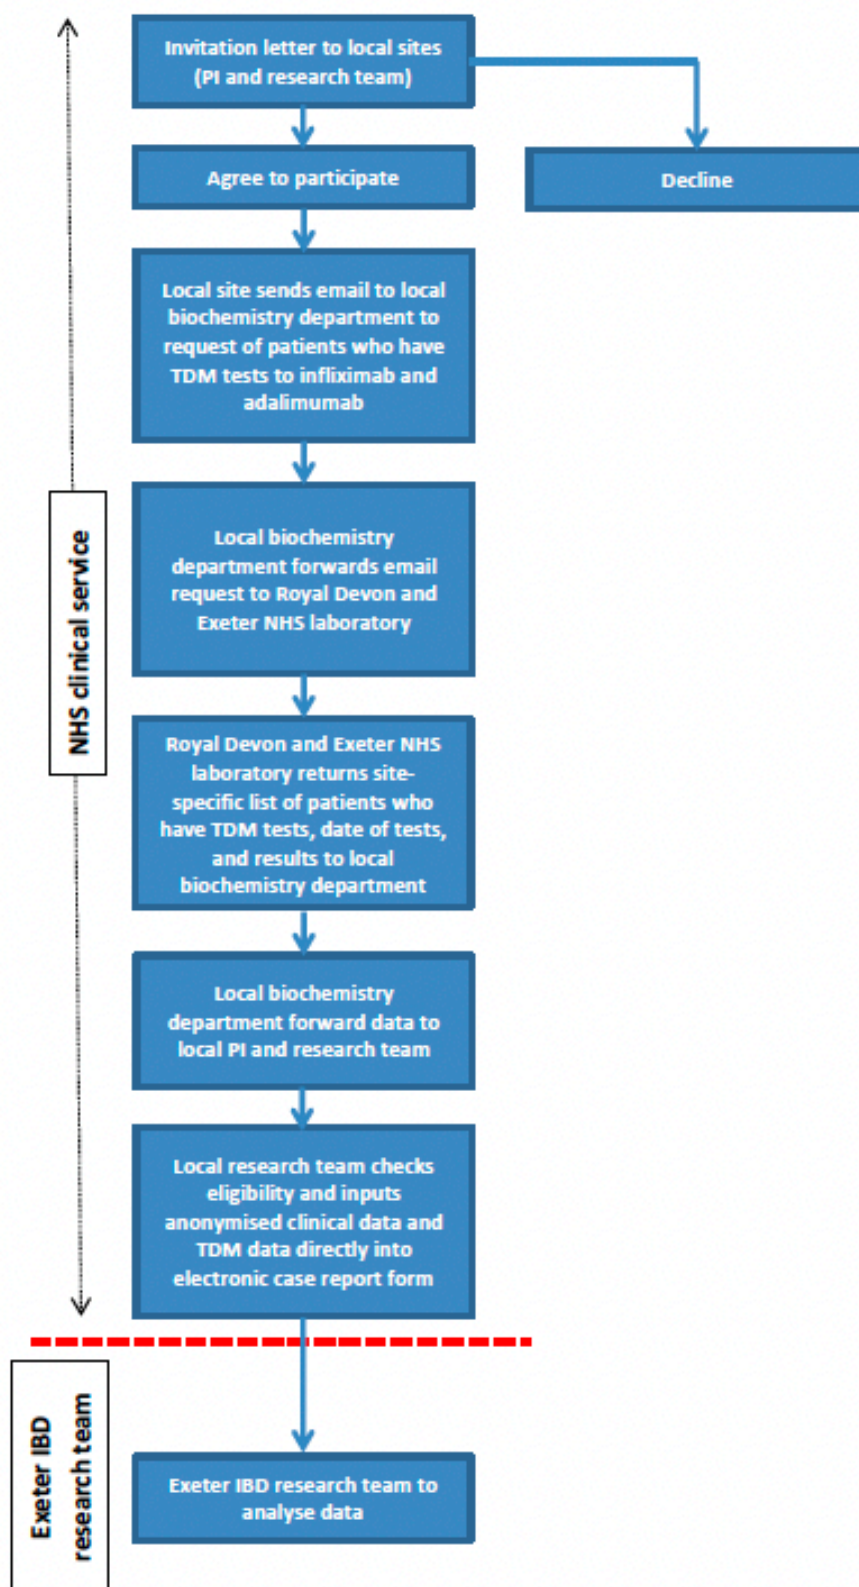 Invitation letter to local sites
(PI and research team)
Agree to participate
Decline
Local site sends email to local
biochemistry department to
request of patients who have
TDM tests to infliximab and
adalimumab
Local biochemistry
department forwards email
request to Royal Devon and
Exeter NHS laboratory
NHS clinical service
Royal Devon and Exeter NHS
laboratory returns site-
specific list of patients who
have TDM tests, date of tests,
and results to local
biochemistry department
Local biochemistry
department forward data to
local PI and research team
Local research team checks
eligibility and inputs
anonymised clinical data and
TDM data directly into
electronic case report form
Exeter IBD
research team
Exeter IBD research team to
analyse data